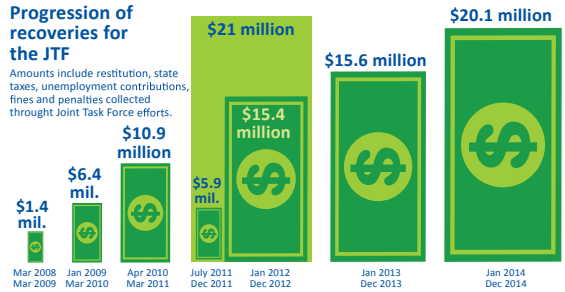 Progression of
recoveries for
the JTF
Amounts include restitution, state
taxes, unemployment contributions,
fines and penalties collected
throught Joint Task Force efforts.
$1.4
mil.
$6.4
mil.
$10.9
million
$21 million
$5.9
mil.
$15.4
million
$15.6 million
$20.1 million
$
$
$
$
$
$
$
Mar 2008
Mar 2009
Jan 2009
Mar 2010
Apr 2010
Mar 2011
July 2011
Dec 2011
Jan 2012
Dec 2012
Jan 2013
Dec 2013
Jan 2014
Dec 2014